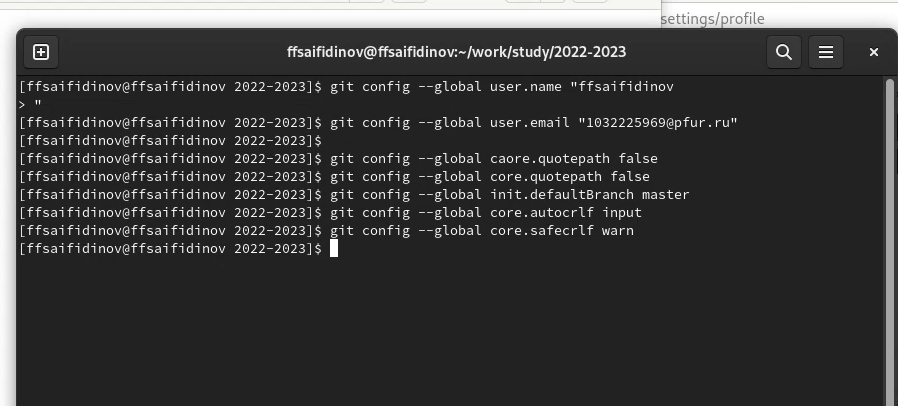 settings/profile
ffsaifidinov@ffsaifidinov:~/work/study/2022-2023
[ffsaifidinov@ffsaifidinov 2022-2023]$ git config --global user.name "ffsaifidinov
> "
[ffsaifidinov@ffsaifidinov 2022-2023]$ git config --global user.email "1032225969@pfur.ru"
[ffsaifidinov@ffsaifidinov 2022-2023]$
[ffsaifidinov@ffsaifidinov 2022-2023]$ git config --global caore.quotepath false
[ffsaifidinov@ffsaifidinov 2022-2023]$ git config --global core.quotepath false
[ffsaifidinov@ffsaifidinov 2022-2023]$ git config --global init.defaultBranch master
[ffsaifidinov@ffsaifidinov 2022-2023]$ git config --global core.autocrlf input
[ffsaifidinov@ffsaifidinov 2022-2023]$ git config --global core.safecrlf warn
[ffsaifidinov@ffsaifidinov 2022-2023]$